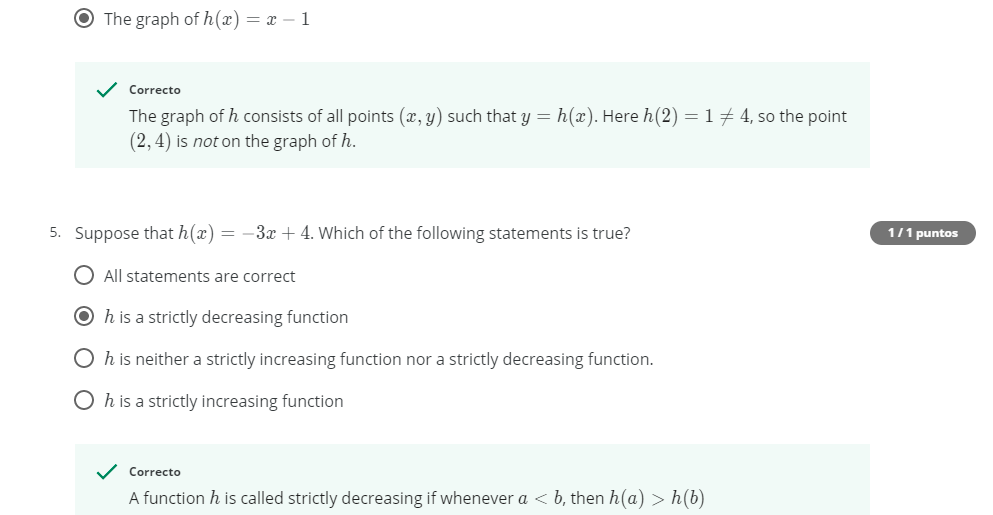 The graph of h(x) = x − 1
Correcto
The graph of h consists of all points (x, y) such that y = h(x). Here h(2) = 1 ≠ 4, so the point
(2, 4) is not on the graph of h.
5. Suppose that h(x) = −3x + 4. Which of the following statements is true?
1 / 1 puntos
All statements are correct
h is a strictly decreasing function
h is neither a strictly increasing function nor a strictly decreasing function.
h is a strictly increasing function
Correcto
A function h is called strictly decreasing if whenever a < b, then h(a) > h(b)